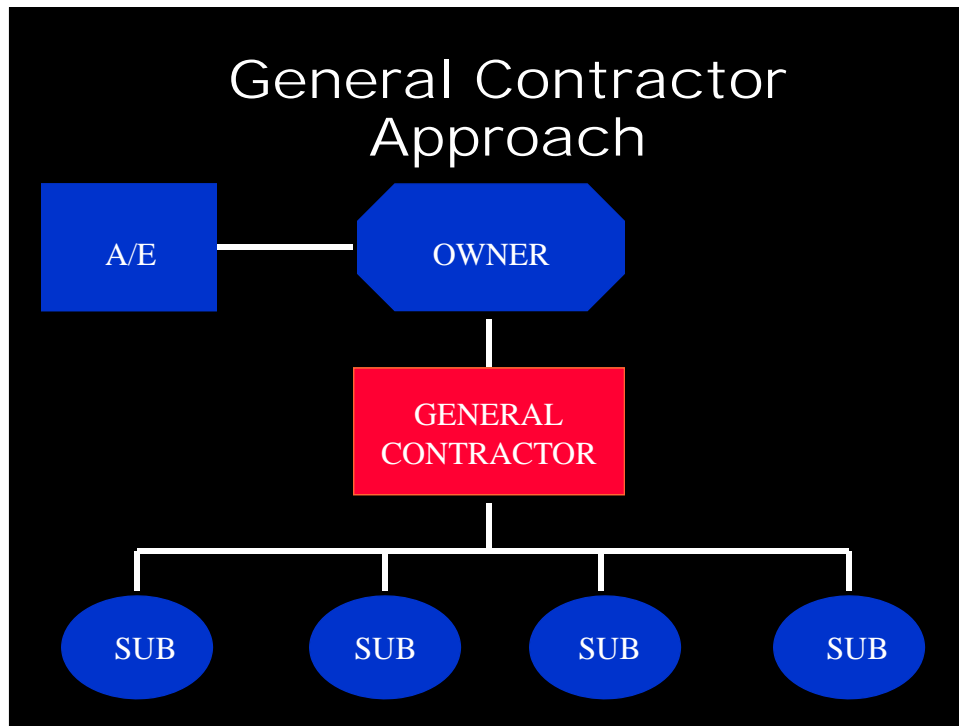 General Contractor
Approach
A/E
OWNER
GENERAL
CONTRACTOR
SUB
SUB
SUB
SUB